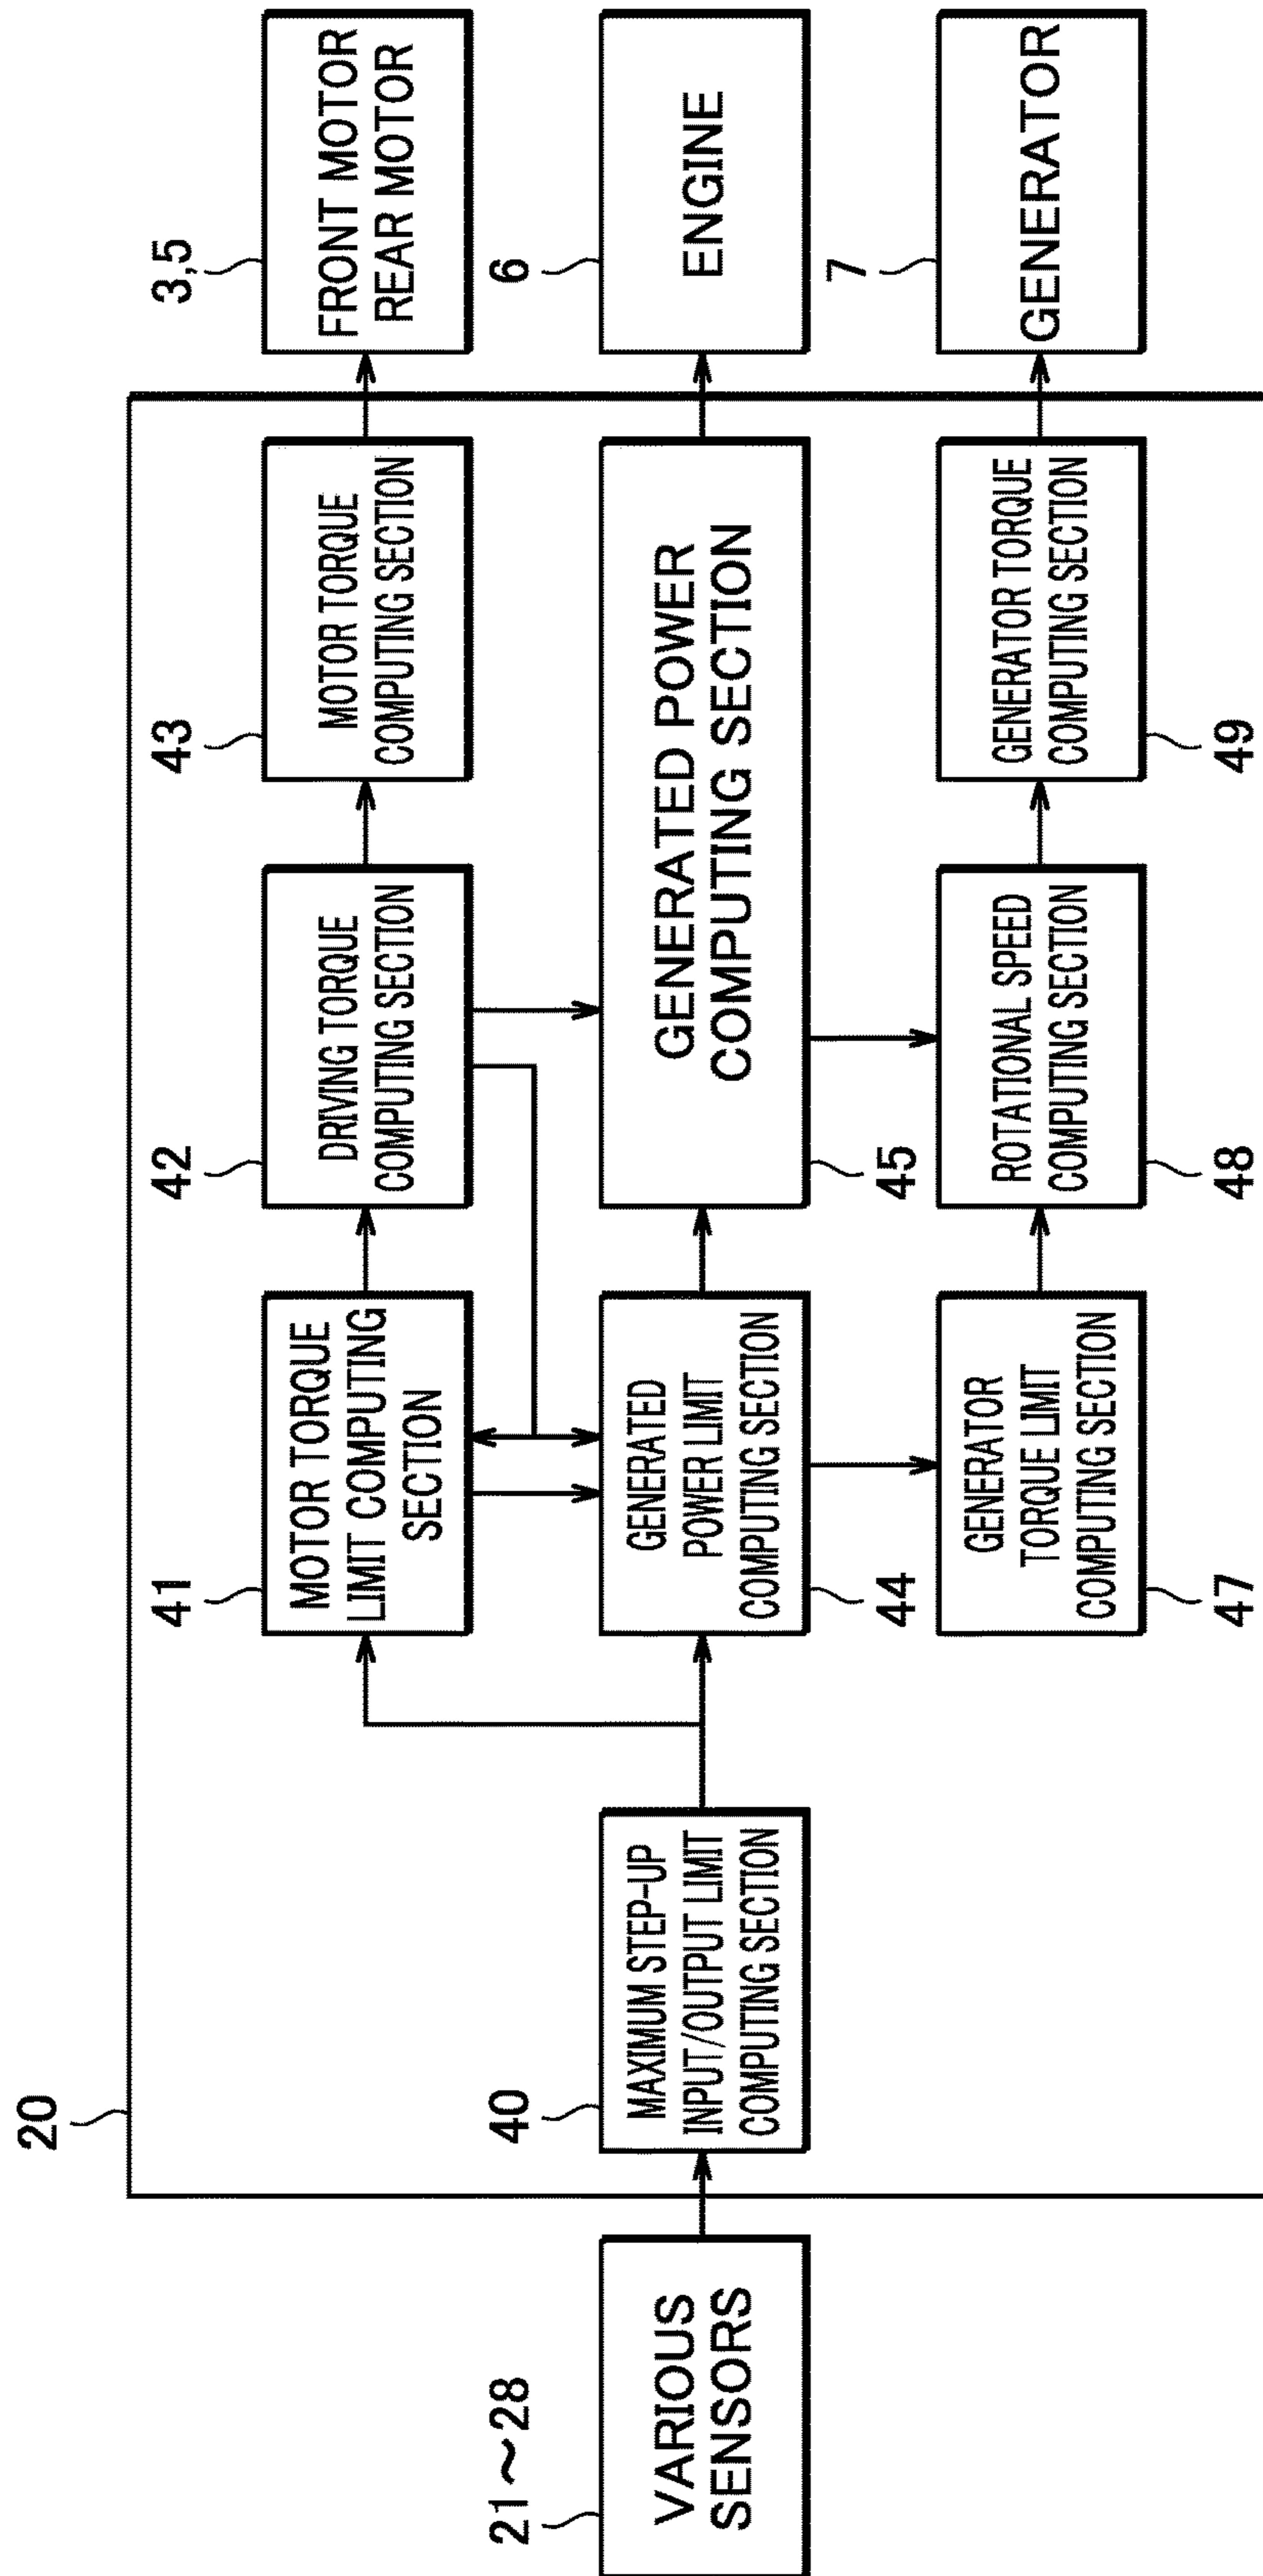 20
21~28
VARIOUS
SENSORS
40
MAXIMUM STEP-UP
INPUT/OUTPUT LIMIT
COMPUTING SECTION
41
MOTOR TORQUE
LIMIT COMPUTING
SECTION
42
DRIVING TORQUE
COMPUTING SECTION
43
MOTOR TORQUE
COMPUTING SECTION
3,5
FRONT MOTOR
REAR MOTOR
GENERATED
POWER LIMIT
COMPUTING SECTION
44
GENERATED POWER
COMPUTING SECTION
45
6
ENGINE
GENERATOR
TORQUE LIMIT
COMPUTING SECTION
47
ROTATIONAL SPEED
COMPUTING SECTION
48
GENERATOR TORQUE
COMPUTING SECTION
49
7
GENERATOR